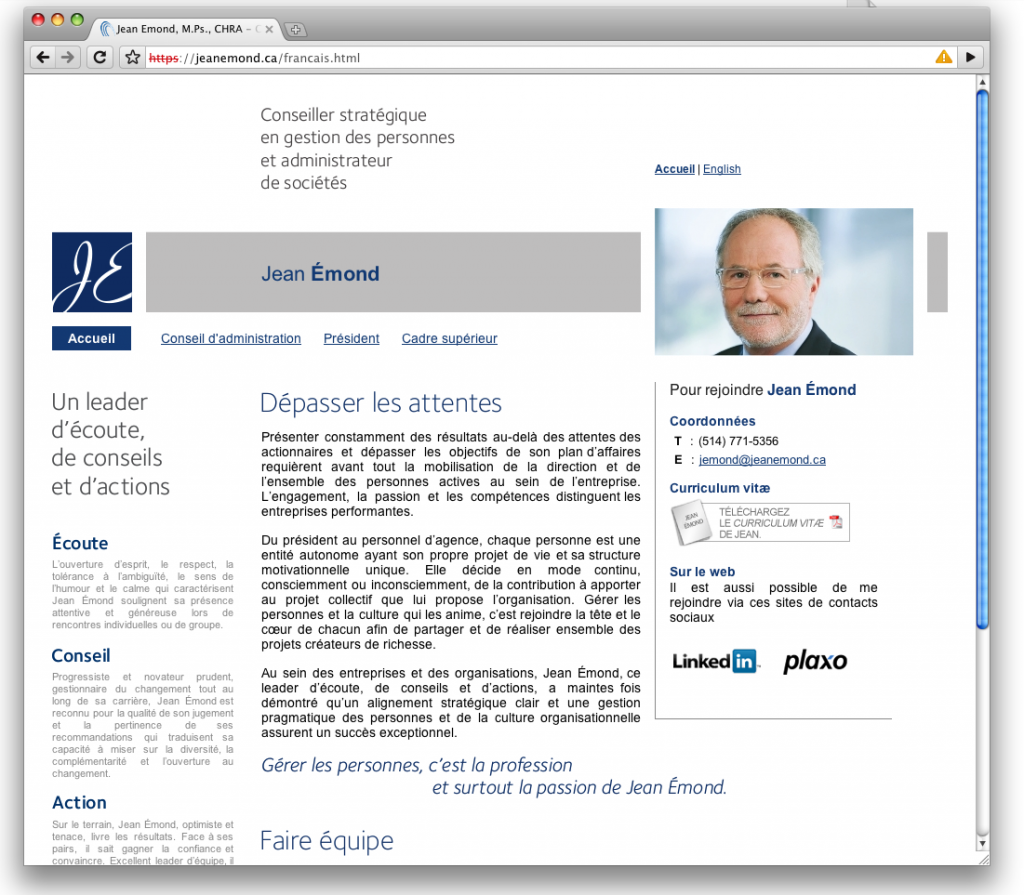 Jean Emond, M.Ps., CHRA – C
https://jeanemond.ca/francais.html
Conseiller stratégique
en gestion des personnes
et administrateur
de sociétés
Accueil | English
JE
Jean Émond
Accueil
Conseil d'administration
Président
Cadre supérieur
Un leader
d'écoute,
de conseils
et d'actions
Écoute
L'ouverture d'esprit, le respect, la
tolérance à l'ambiguïté, le sens de
l'humour et le calme qui caractérisent
Jean Émond soulignent sa présence
attentive et généreuse lors de
rencontres individuelles ou de groupe.
Conseil
Progressiste et novateur prudent,
gestionnaire du changement tout au
long de sa carrière, Jean Émond est
reconnu pour la qualité de son jugement
et la pertinence de ses
recommandations qui traduisent sa
capacité à miser sur la diversité, la
complémentarité et l'ouverture au
changement.
Action
Sur le terrain, Jean Émond, optimiste et
tenace, livre les résultats. Face à ses
pairs, il sait gagner la confiance et
convaincre. Excellent leader d'équipe, il
Dépasser les attentes
Présenter constamment des résultats au-delà des attentes des
actionnaires et dépasser les objectifs de son plan d'affaires
requièrent avant tout la mobilisation de la direction et de
l'ensemble des personnes actives au sein de l'entreprise.
L'engagement, la passion et les compétences distinguent les
entreprises performantes.
Du président au personnel d'agence, chaque personne est une
entité autonome ayant son propre projet de vie et sa structure
motivationnelle unique. Elle décide en mode continu,
consciemment ou inconsciemment, de la contribution à apporter
au projet collectif que lui propose l'organisation. Gérer les
personnes et la culture qui les anime, c'est rejoindre la tête et le
cœur de chacun afin de partager et de réaliser ensemble des
projets créateurs de richesse.
Au sein des entreprises et des organisations, Jean Émond, ce
leader d'écoute, de conseils et d'actions, a maintes fois
démontré qu'un alignement stratégique clair et une gestion
pragmatique des personnes et de la culture organisationnelle
assurent un succès exceptionnel.
Gérer les personnes, c'est la profession
et surtout la passion de Jean Émond.
Faire équipe
Pour rejoindre Jean Émond
Coordonnées
T : (514) 771-5356
E : jemond@jeanemond.ca
Curriculum vitæ
JEAN
EMOND
TÉLÉCHARGEZ
LE CURRICULUM VITÆ
DE JEAN.
Sur le web
Il est aussi possible de me
rejoindre via ces sites de contacts
sociaux
Linked in
plaxo